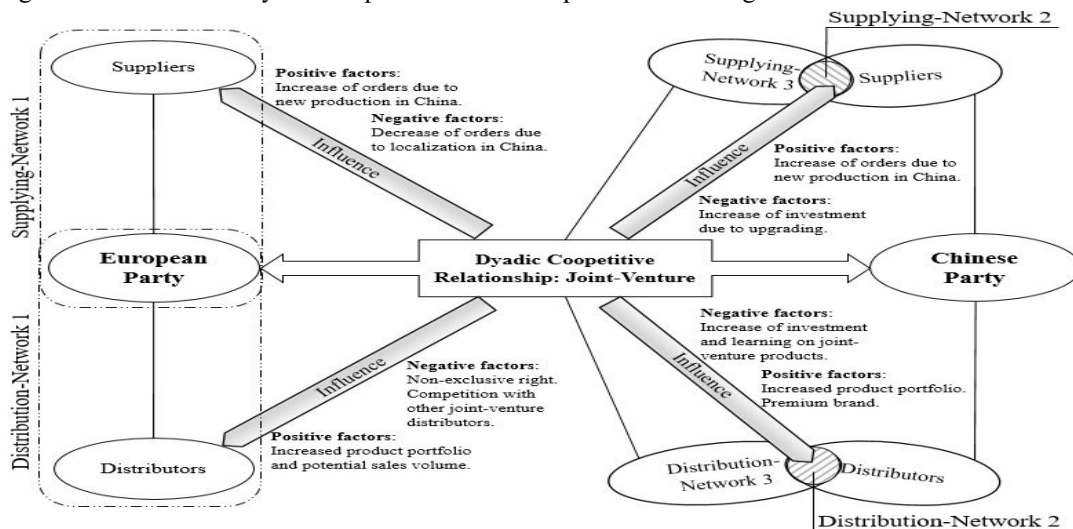 Supplying-Network 2
Supplying-Network 1
Suppliers
Positive factors:
Increase of orders due to
new production in China.
Negative factors:
Decrease of orders due
to localization in China.
Influence
Supplying-
Network 3
Suppliers
Influence
Positive factors:
Increase of orders due to
new production in China.
Negative factors:
Increase of investment
due to upgrading.
European
Party
Dyadic Coopetitive
Relationship: Joint-Venture
Chinese
Party
Distribution-Network 1
Influence
Negative factors:
Non-exclusive right.
Competition with
other joint-venture
distributors.
Positive factors:
Increased product portfolio
and potential sales volume.
Distributors
Negative factors:
Increase of investment
and learning on joint-
venture products.
Influence
Positive factors:
Increased product portfolio.
Premium brand.
Distribution-
Network 3
Distributors
Distribution-Network 2